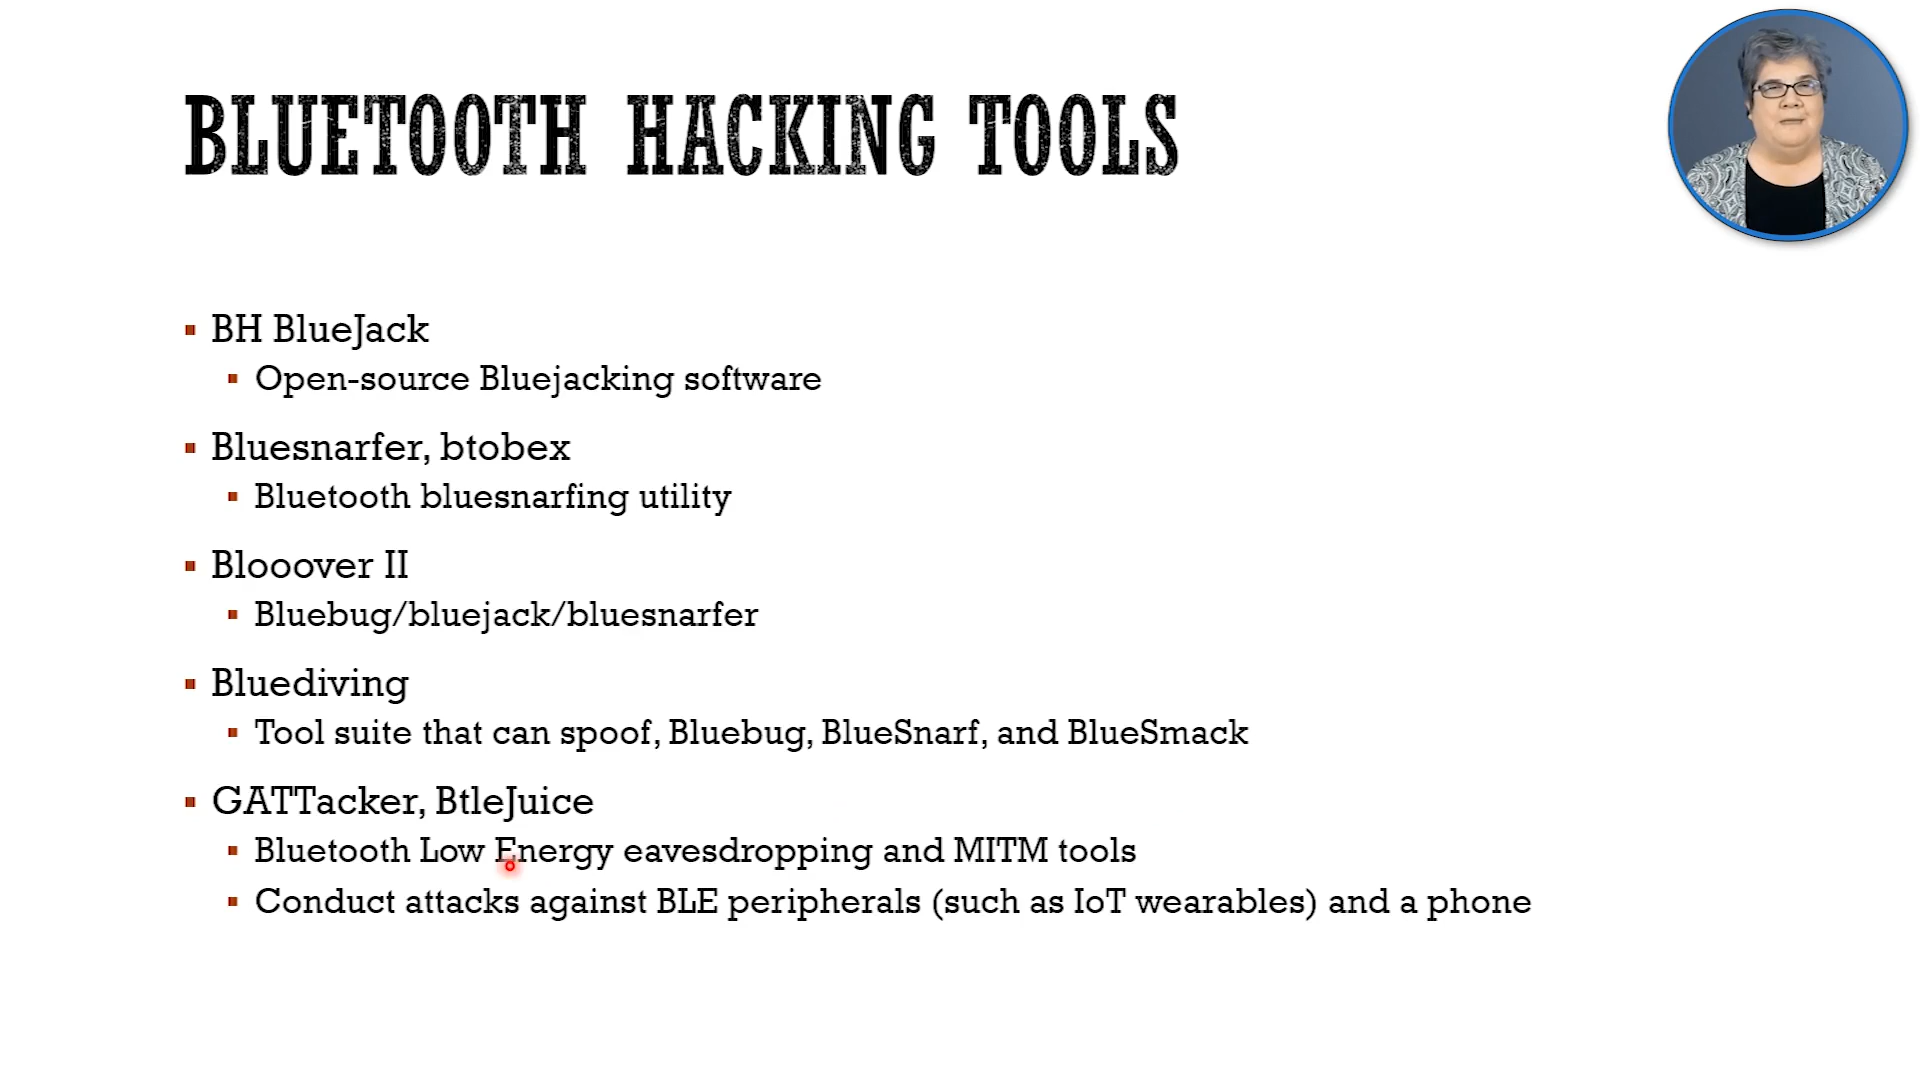 BLUETOOTH HACKING TOOLS
BH BlueJack
Open-source Bluejacking software
Bluesnarfer, btobex
Bluetooth bluesnarfing utility
Blooover II
Bluebug/bluejack/bluesnarfer
Bluediving
Tool suite that can spoof, Bluebug, BlueSnarf, and BlueSmack
GATTacker, BtleJuice
Bluetooth Low Energy eavesdropping and MITM tools
Conduct attacks against BLE peripherals (such as IoT wearables) and a phone